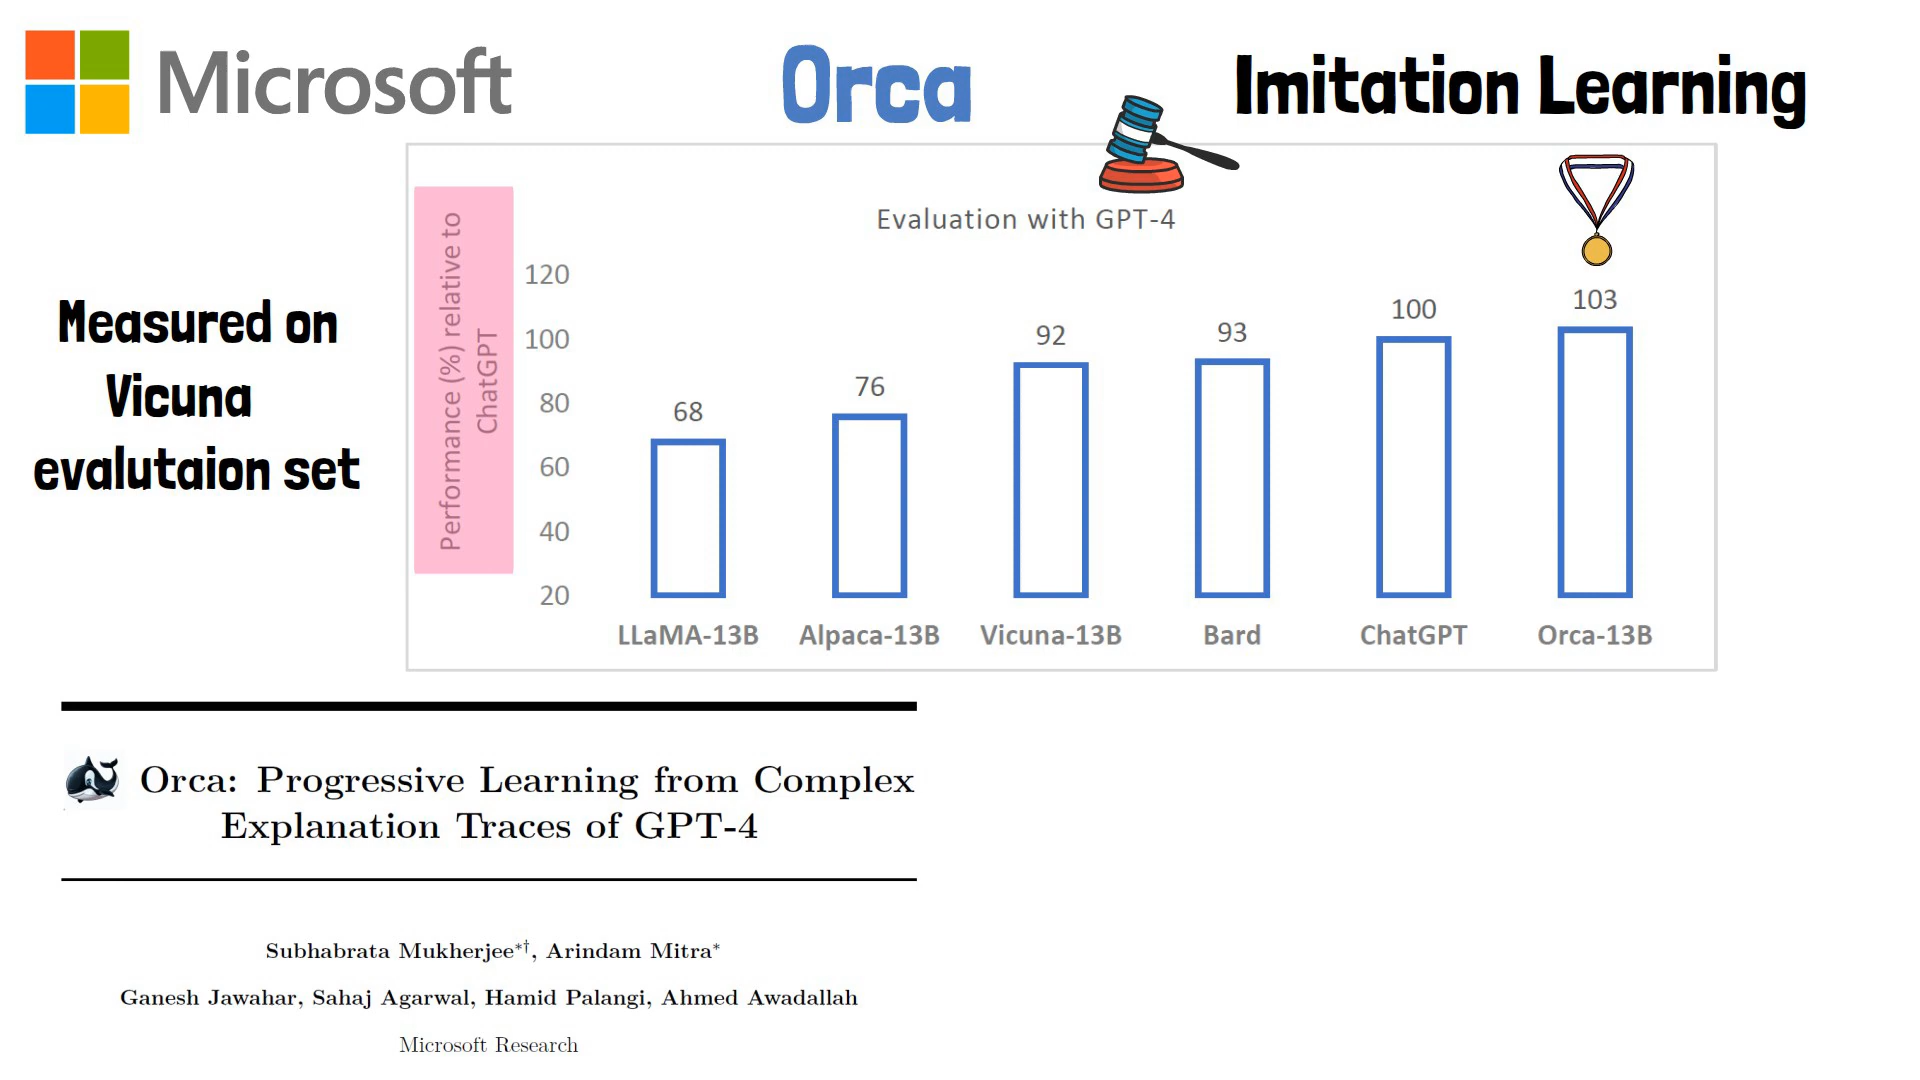 Microsoft
Orca
Imitation Learning
Measured on
Vicuna
evalutaion set
Evaluation with GPT-4
Performance (%) relative to
ChatGPT
120
100
80
60
40
20
68
76
92
93
100
103
LLaMA-13B
Alpaca-13B
Vicuna-13B
Bard
ChatGPT
Orca-13B
Orca: Progressive Learning from Complex
Explanation Traces of GPT-4
Subhabrata Mukherjee*†, Arindam Mitra*
Ganesh Jawahar, Sahaj Agarwal, Hamid Palangi, Ahmed Awadallah
Microsoft Research